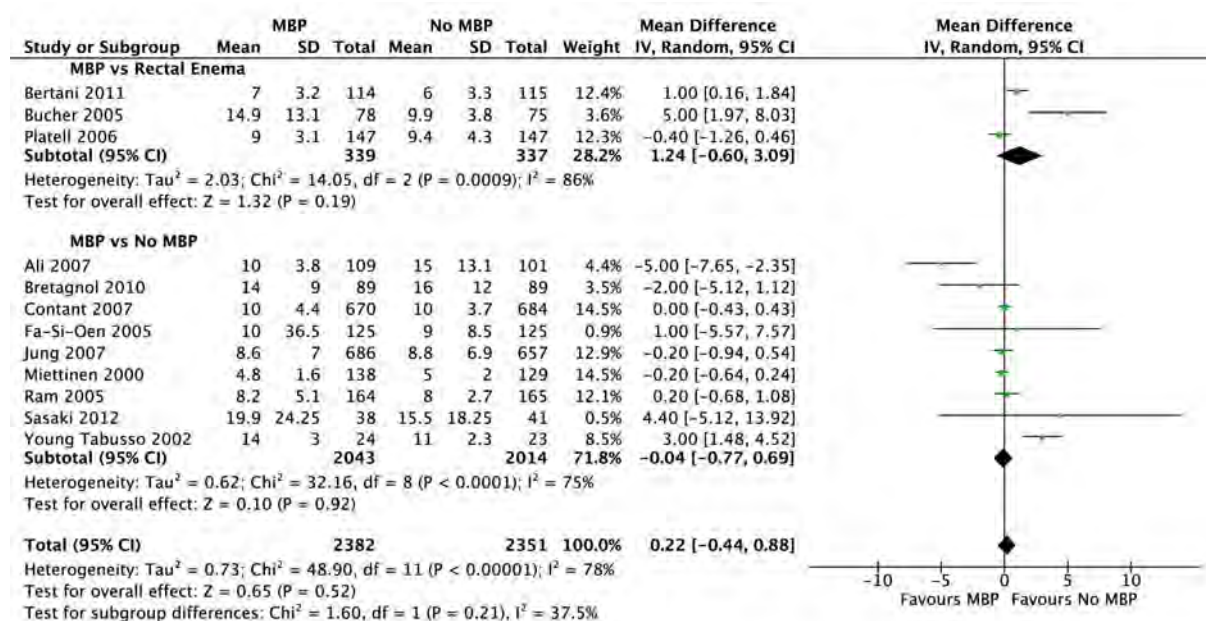 MBP No MBP Mean Difference Mean Difference
Study or Subgroup Mean SD Total Mean SD Total Weight IV, Random, 95% CI IV, Random, 95% CI
MBP vs Rectal Enema
Bertani 2011 7 3.2 114 6 3.3 115 12.4% 1.00 [0.16, 1.84]
Bucher 2005 14.9 13.1 78 9.9 3.8 75 3.6% 5.00 [1.97, 8.03]
Platell 2006 9 3.1 147 9.4 4.3 147 12.3% −0.40 [−1.26, 0.46]
Subtotal (95% CI) 339 337 28.2% 1.24 [−0.60, 3.09]
Heterogeneity: Tau² = 2.03; Chi² = 14.05, df = 2 (P = 0.0009); I² = 86%
Test for overall effect: Z = 1.32 (P = 0.19)
MBP vs No MBP
Ali 2007 10 3.8 109 15 13.1 101 4.4% −5.00 [−7.65, −2.35]
Bretagnol 2010 14 9 89 16 12 89 3.5% −2.00 [−5.12, 1.12]
Contant 2007 10 4.4 670 10 3.7 684 14.5% 0.00 [−0.43, 0.43]
Fa-Si-Oen 2005 10 36.5 125 9 8.5 125 0.9% 1.00 [−5.57, 7.57]
Jung 2007 8.6 7 686 8.8 6.9 657 12.9% −0.20 [−0.94, 0.54]
Miettinen 2000 4.8 1.6 138 5 2 129 14.5% −0.20 [−0.64, 0.24]
Ram 2005 8.2 5.1 164 8 2.7 165 12.1% 0.20 [−0.68, 1.08]
Sasaki 2012 19.9 24.25 38 15.5 18.25 41 0.5% 4.40 [−5.12, 13.92]
Young Tabusso 2002 14 3 24 11 2.3 23 8.5% 3.00 [1.48, 4.52]
Subtotal (95% CI) 2043 2014 71.8% −0.04 [−0.77, 0.69]
Heterogeneity: Tau² = 0.62; Chi² = 32.16, df = 8 (P < 0.0001); I² = 75%
Test for overall effect: Z = 0.10 (P = 0.92)
Total (95% CI) 2382 2351 100.0% 0.22 [−0.44, 0.88]
Heterogeneity: Tau² = 0.73; Chi² = 48.90, df = 11 (P < 0.00001); I² = 78%
Test for overall effect: Z = 0.65 (P = 0.52)
Test for subgroup differences: Chi² = 1.60, df = 1 (P = 0.21), I² = 37.5%
−10 −5 0 5 10
Favours MBP Favours No MBP